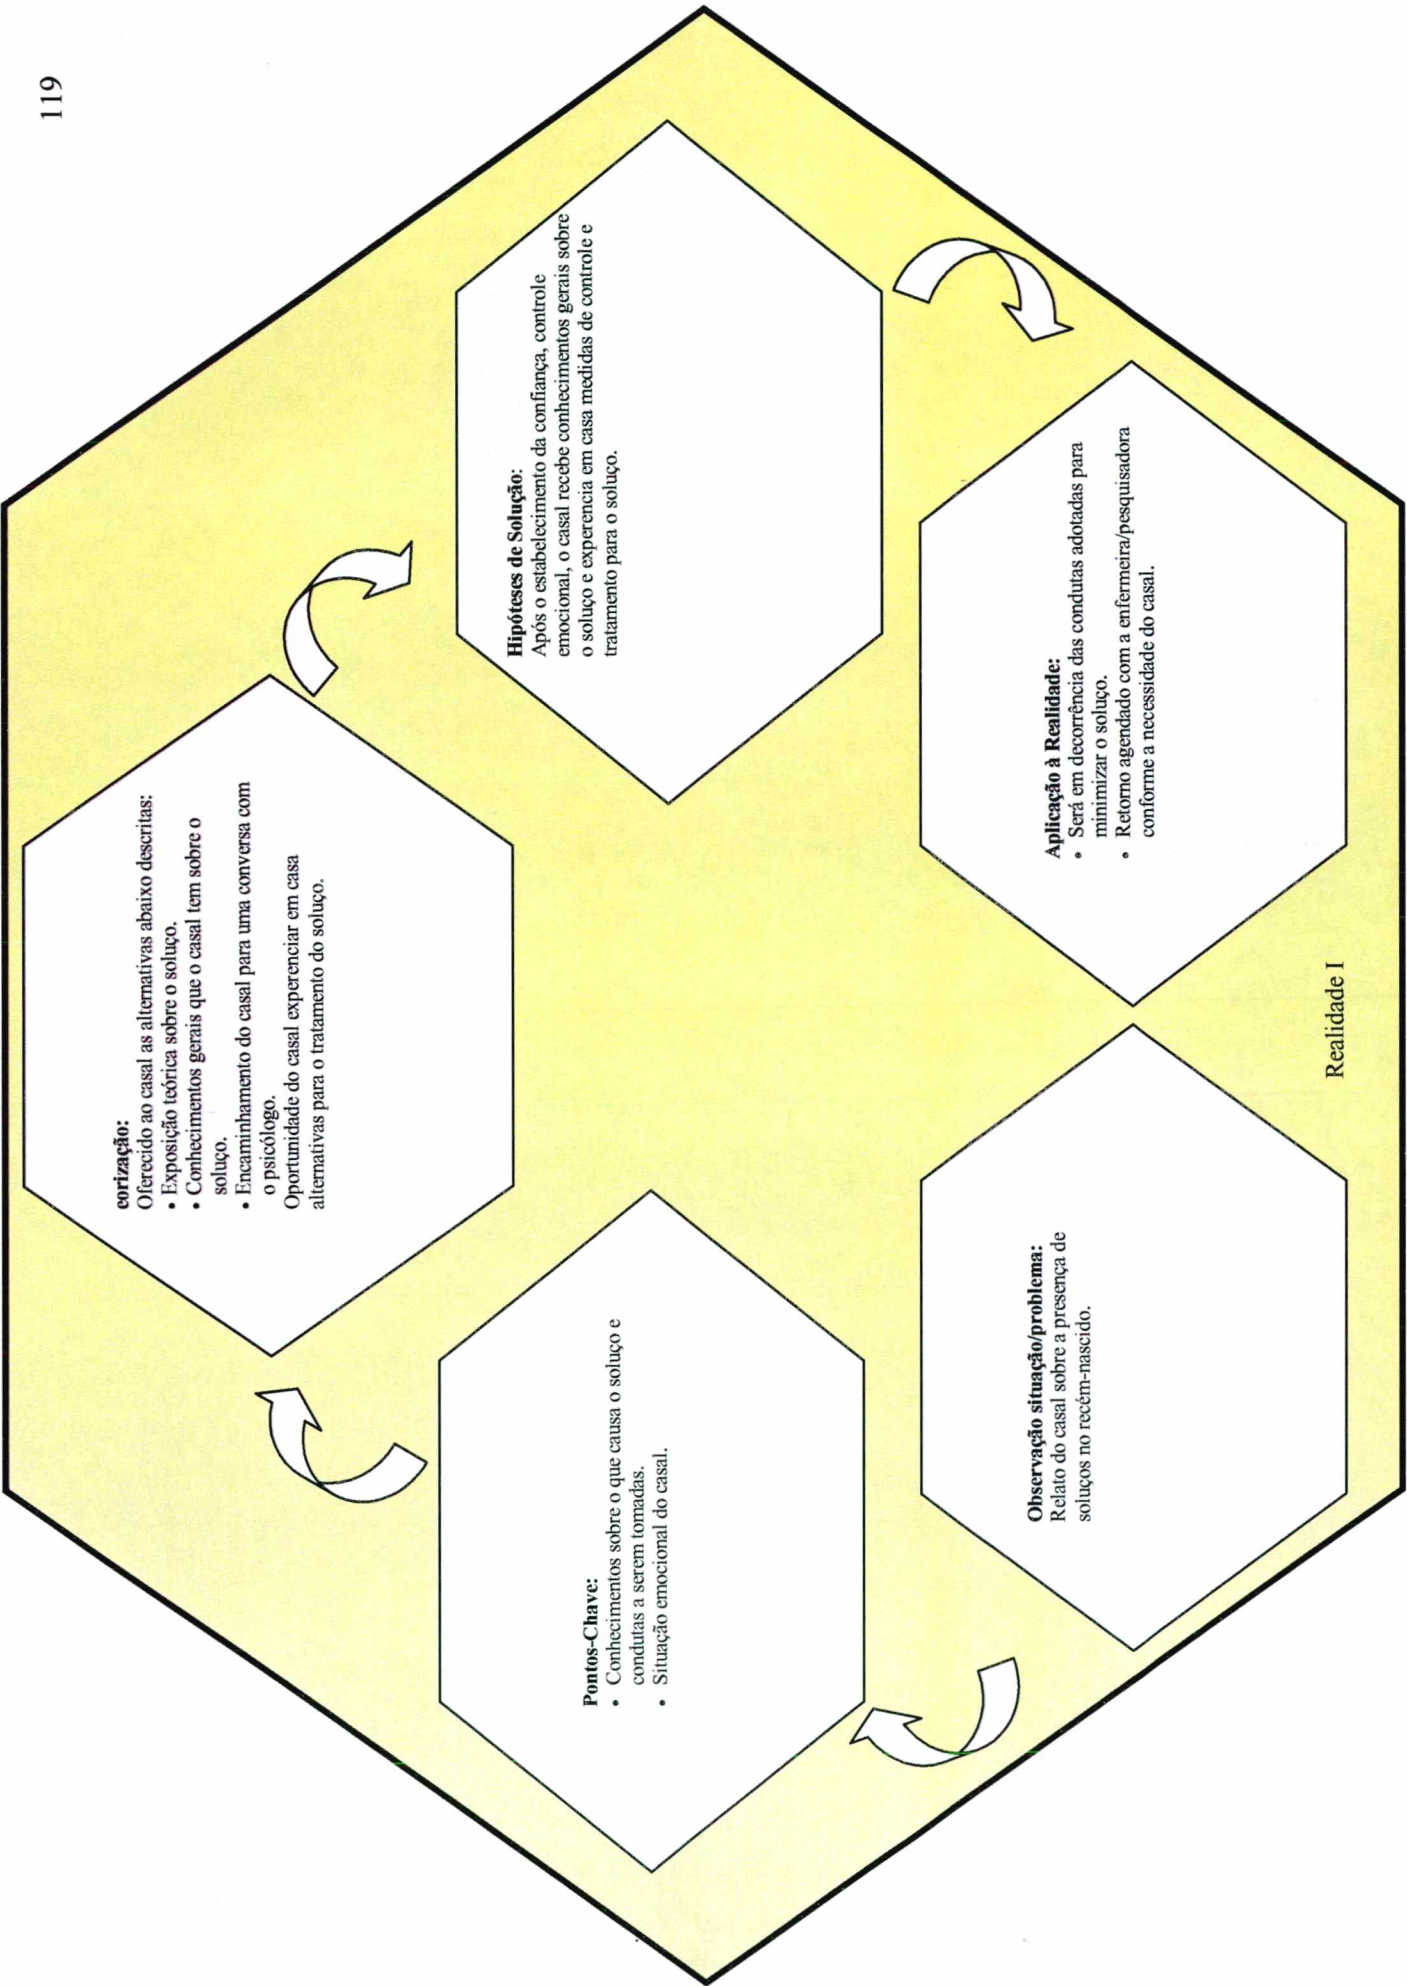 119
eorização:
Oferecido ao casal as alternativas abaixo descritas:
• Exposição teórica sobre o soluço.
• Conhecimentos gerais que o casal tem sobre o
soluço.
• Encaminhamento do casal para uma conversa com
o psicólogo.
Oportunidade do casal experenciar em casa
alternativas para o tratamento do soluço.
Pontos-Chave:
• Conhecimentos sobre o que causa o soluço e
condutas a serem tomadas.
• Situação emocional do casal.
Hipóteses de Solução:
Após o estabelecimento da confiança, controle
emocional, o casal recebe conhecimentos gerais sobre
o soluço e experencia em casa medidas de controle e
tratamento para o soluço.
Observação situação/problema:
Relato do casal sobre a presença de
soluços no recém-nascido.
Aplicação à Realidade:
• Será em decorrência das condutas adotadas para
minimizar o soluço.
• Retorno agendado com a enfermeira/pesquisadora
conforme a necessidade do casal.
Realidade I